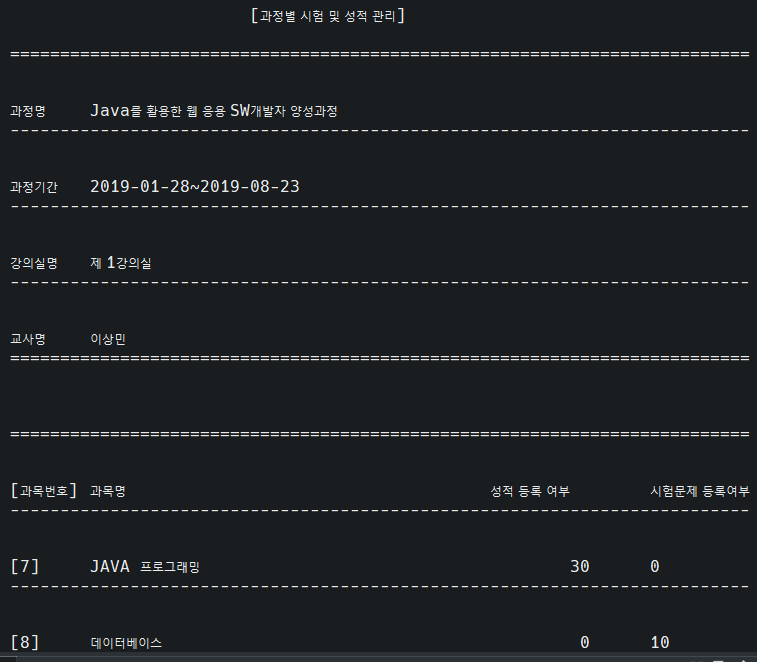 [과정별 시험 및 성적 관리]
==========================================================================
과정명 Java를 활용한 웹 응용 SW개발자 양성과정
--------------------------------------------------------------------------
과정기간 2019-01-28~2019-08-23
--------------------------------------------------------------------------
강의실명 제 1강의실
--------------------------------------------------------------------------
교사명 이상민
==========================================================================
==========================================================================
[과목번호] 과목명 성적 등록 여부 시험문제 등록여부
--------------------------------------------------------------------------
[7] JAVA 프로그래밍 30 0
--------------------------------------------------------------------------
[8] 데이터베이스 0 10